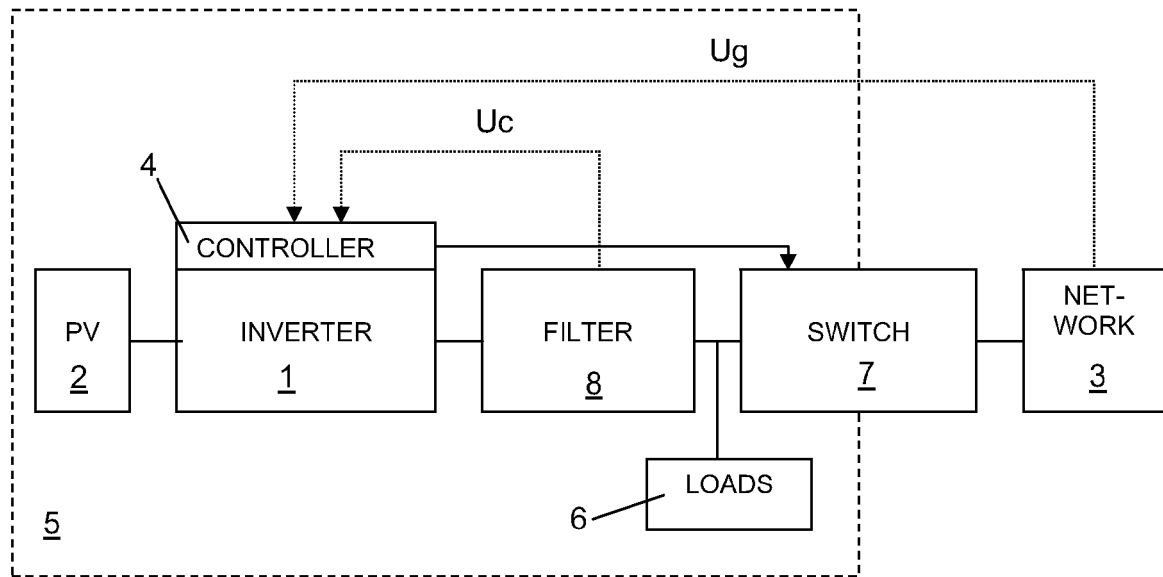 Ug
Uc
4
CONTROLLER
PV
2
INVERTER
1
FILTER
8
SWITCH
7
NET-
WORK
3
LOADS
6
5